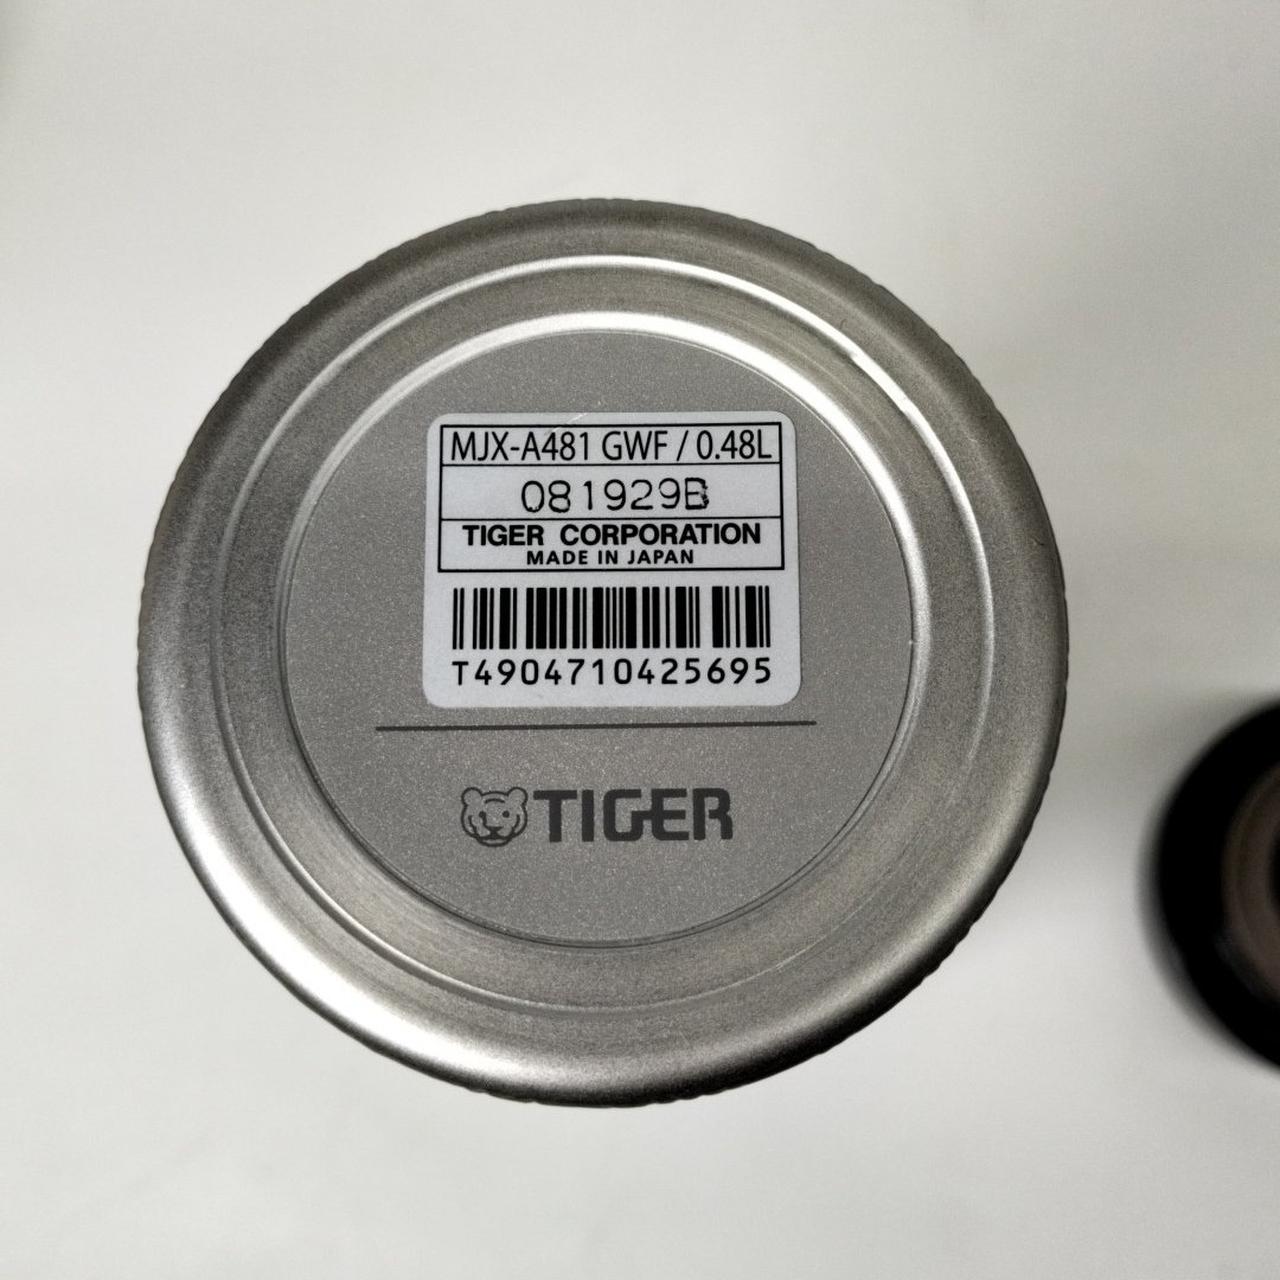 MJX-A481 GWF / 0.48L
081929B
TIGER CORPORATION
MADE IN JAPAN
T4904710425695
TIGER